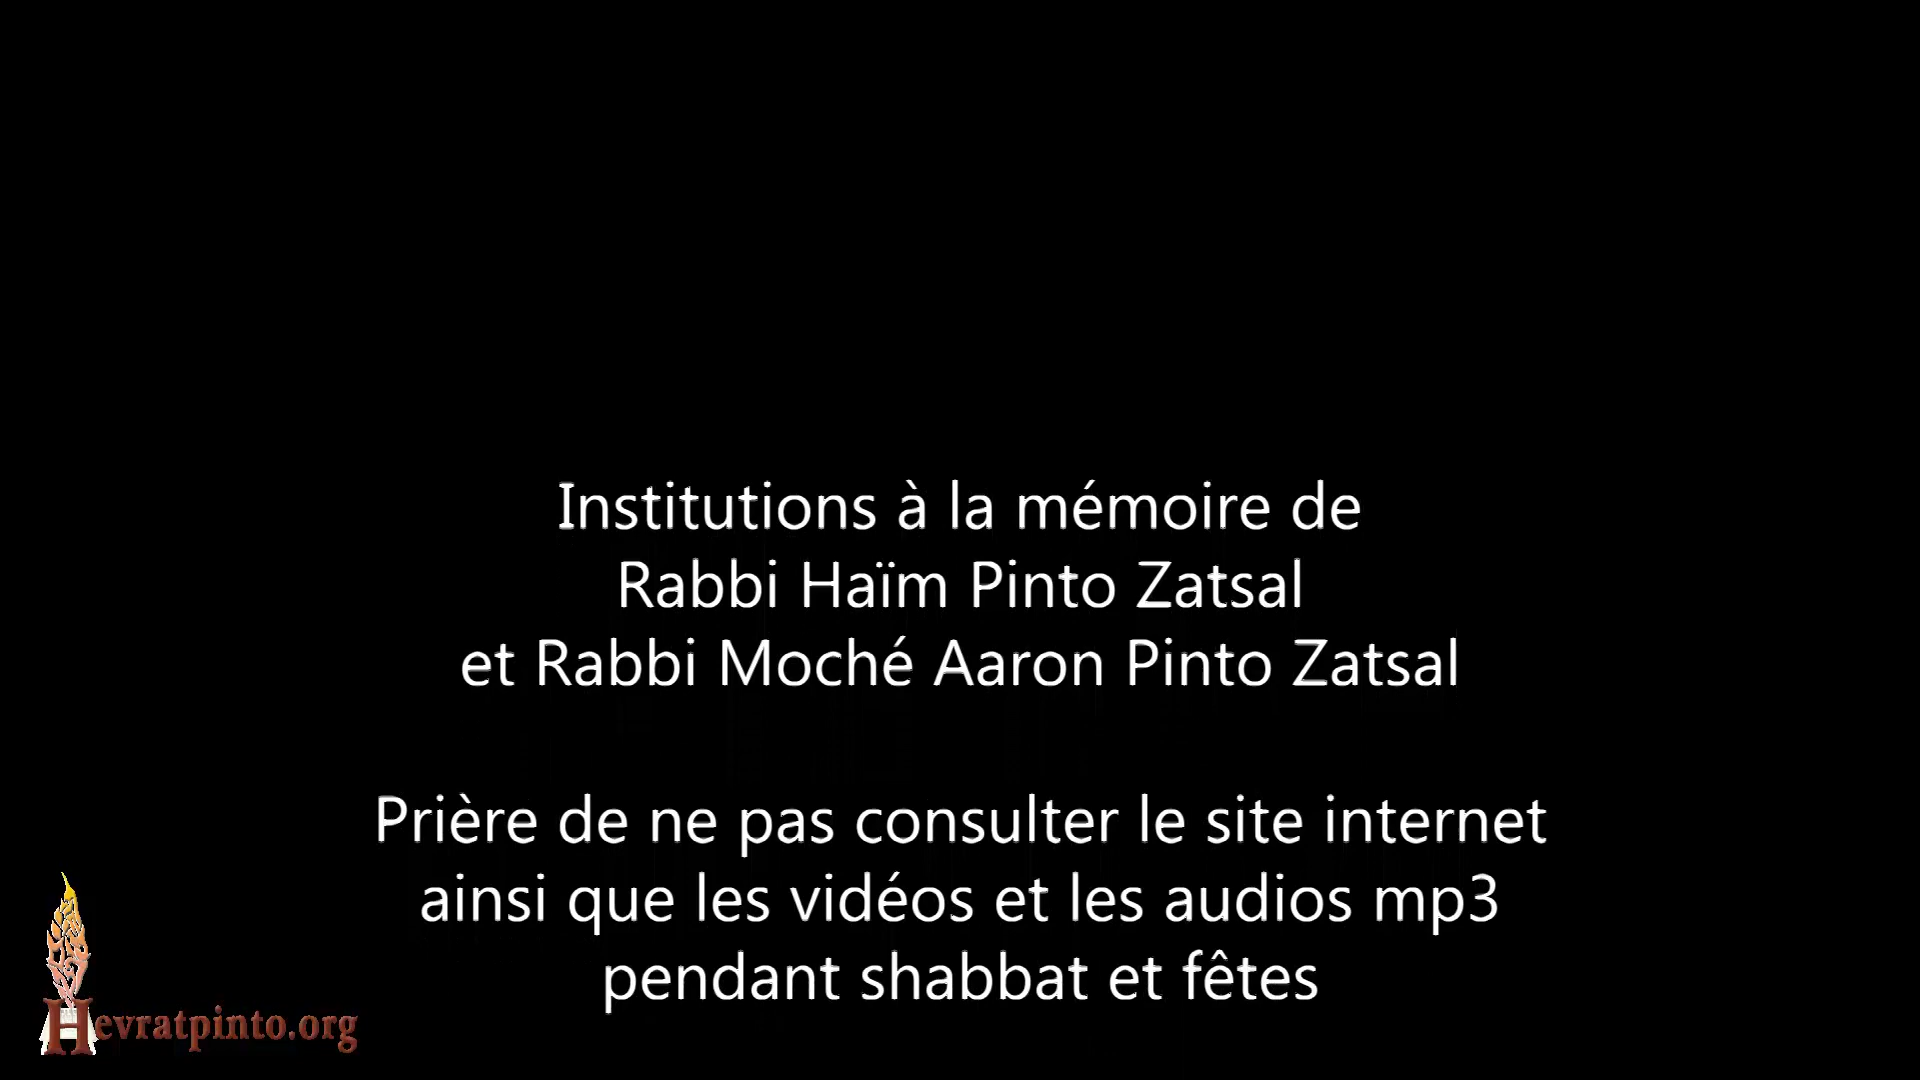 Institutions à la mémoire de
Rabbi Haïm Pinto Zatsal
et Rabbi Moché Aaron Pinto Zatsal
Prière de ne pas consulter le site internet
ainsi que les vidéos et les audios mp3
pendant shabbat et fêtes
Hevratpinto.org